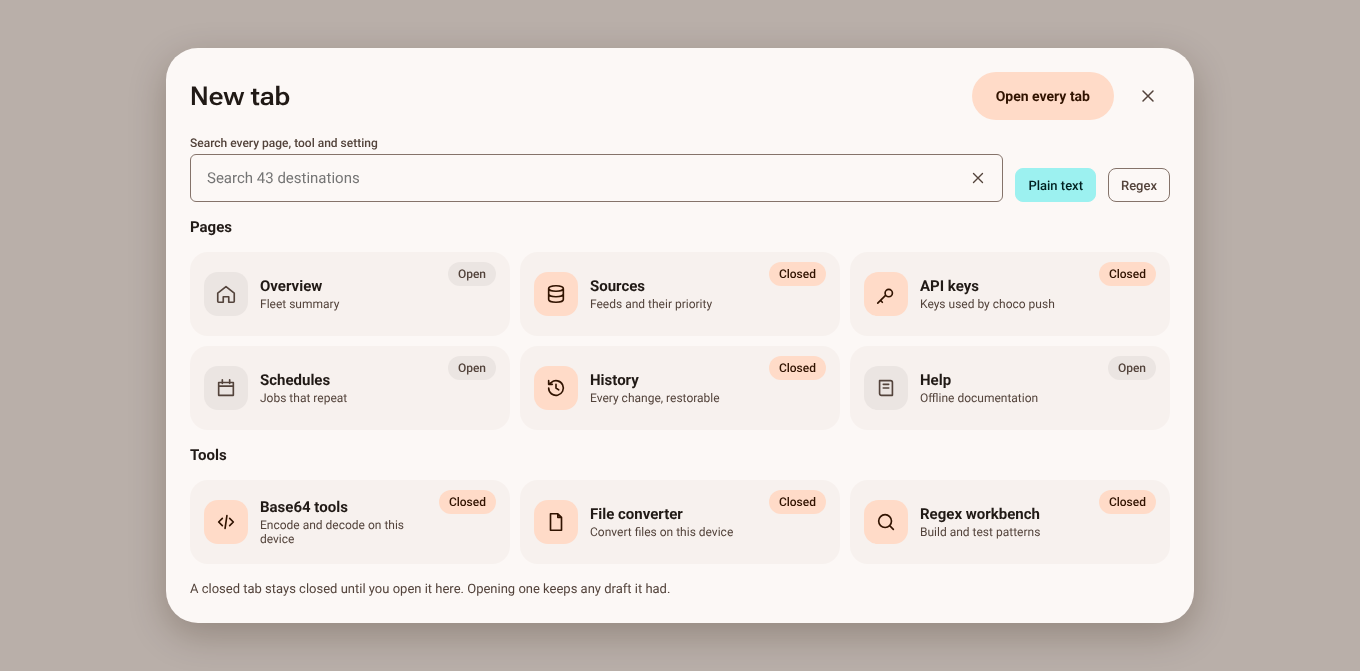 New tab
Open every tab
Search every page, tool and setting
Search 43 destinations
Plain text
Regex
Pages
Overview
Fleet summary
Open
Sources
Feeds and their priority
Closed
API keys
Keys used by choco push
Closed
Schedules
Jobs that repeat
Open
History
Every change, restorable
Closed
Help
Offline documentation
Open
Tools
Base64 tools
Encode and decode on this
device
Closed
File converter
Convert files on this device
Closed
Regex workbench
Build and test patterns
Closed
A closed tab stays closed until you open it here. Opening one keeps any draft it had.